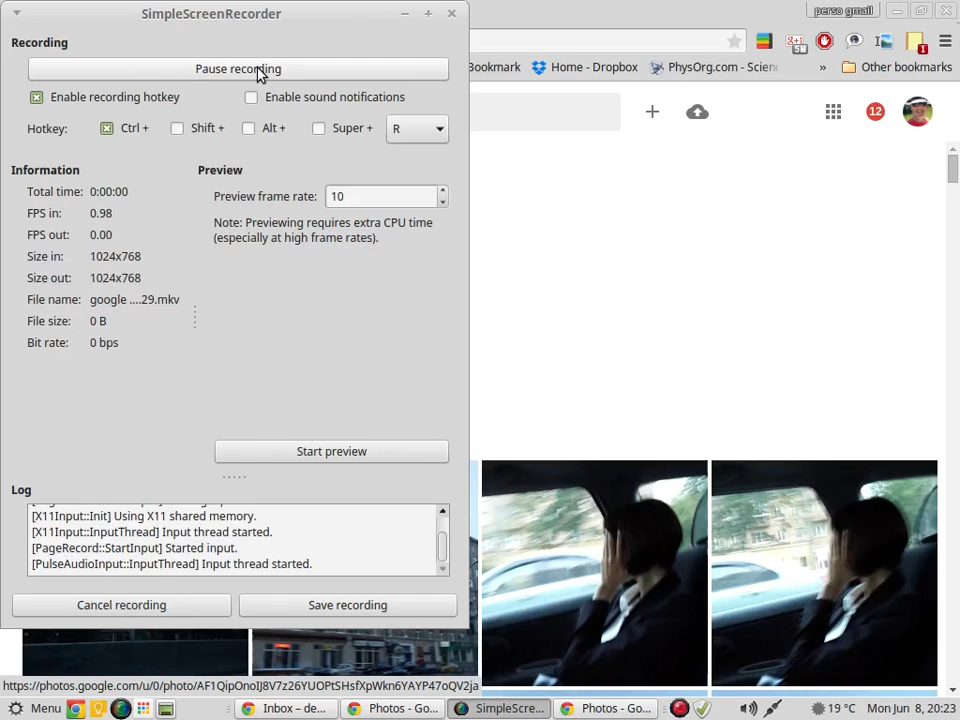 SimpleScreenRecorder
perso gmail
Recording
Pause recording
Bookmark
Home - Dropbox
PhysOrg.com - Scien
»
Other bookmarks
Enable recording hotkey
Enable sound notifications
Hotkey:
Ctrl +
Shift +
Alt +
Super +
R
12
Information
Preview
Total time: 0:00:00
Preview frame rate: 10
FPS in: 0.98
Note: Previewing requires extra CPU time
(especially at high frame rates).
FPS out: 0.00
Size in: 1024x768
Size out: 1024x768
File name: google ....29.mkv
File size: 0 B
Bit rate: 0 bps
Start preview
Log
[X11Input::Init] Using X11 shared memory.
[X11Input::InputThread] Input thread started.
[PageRecord::StartInput] Started input.
[PulseAudioInput::InputThread] Input thread started.
Cancel recording
Save recording
https://photos.google.com/u/0/photo/AF1QipOnoIJ8V7z26YUOPtSHsfXpWkn6YAYP47oQV2ja
Menu
Inbox – de...
Photos - Go...
SimpleScre...
Photos - Go...
19 °C
Mon Jun 8, 20:23